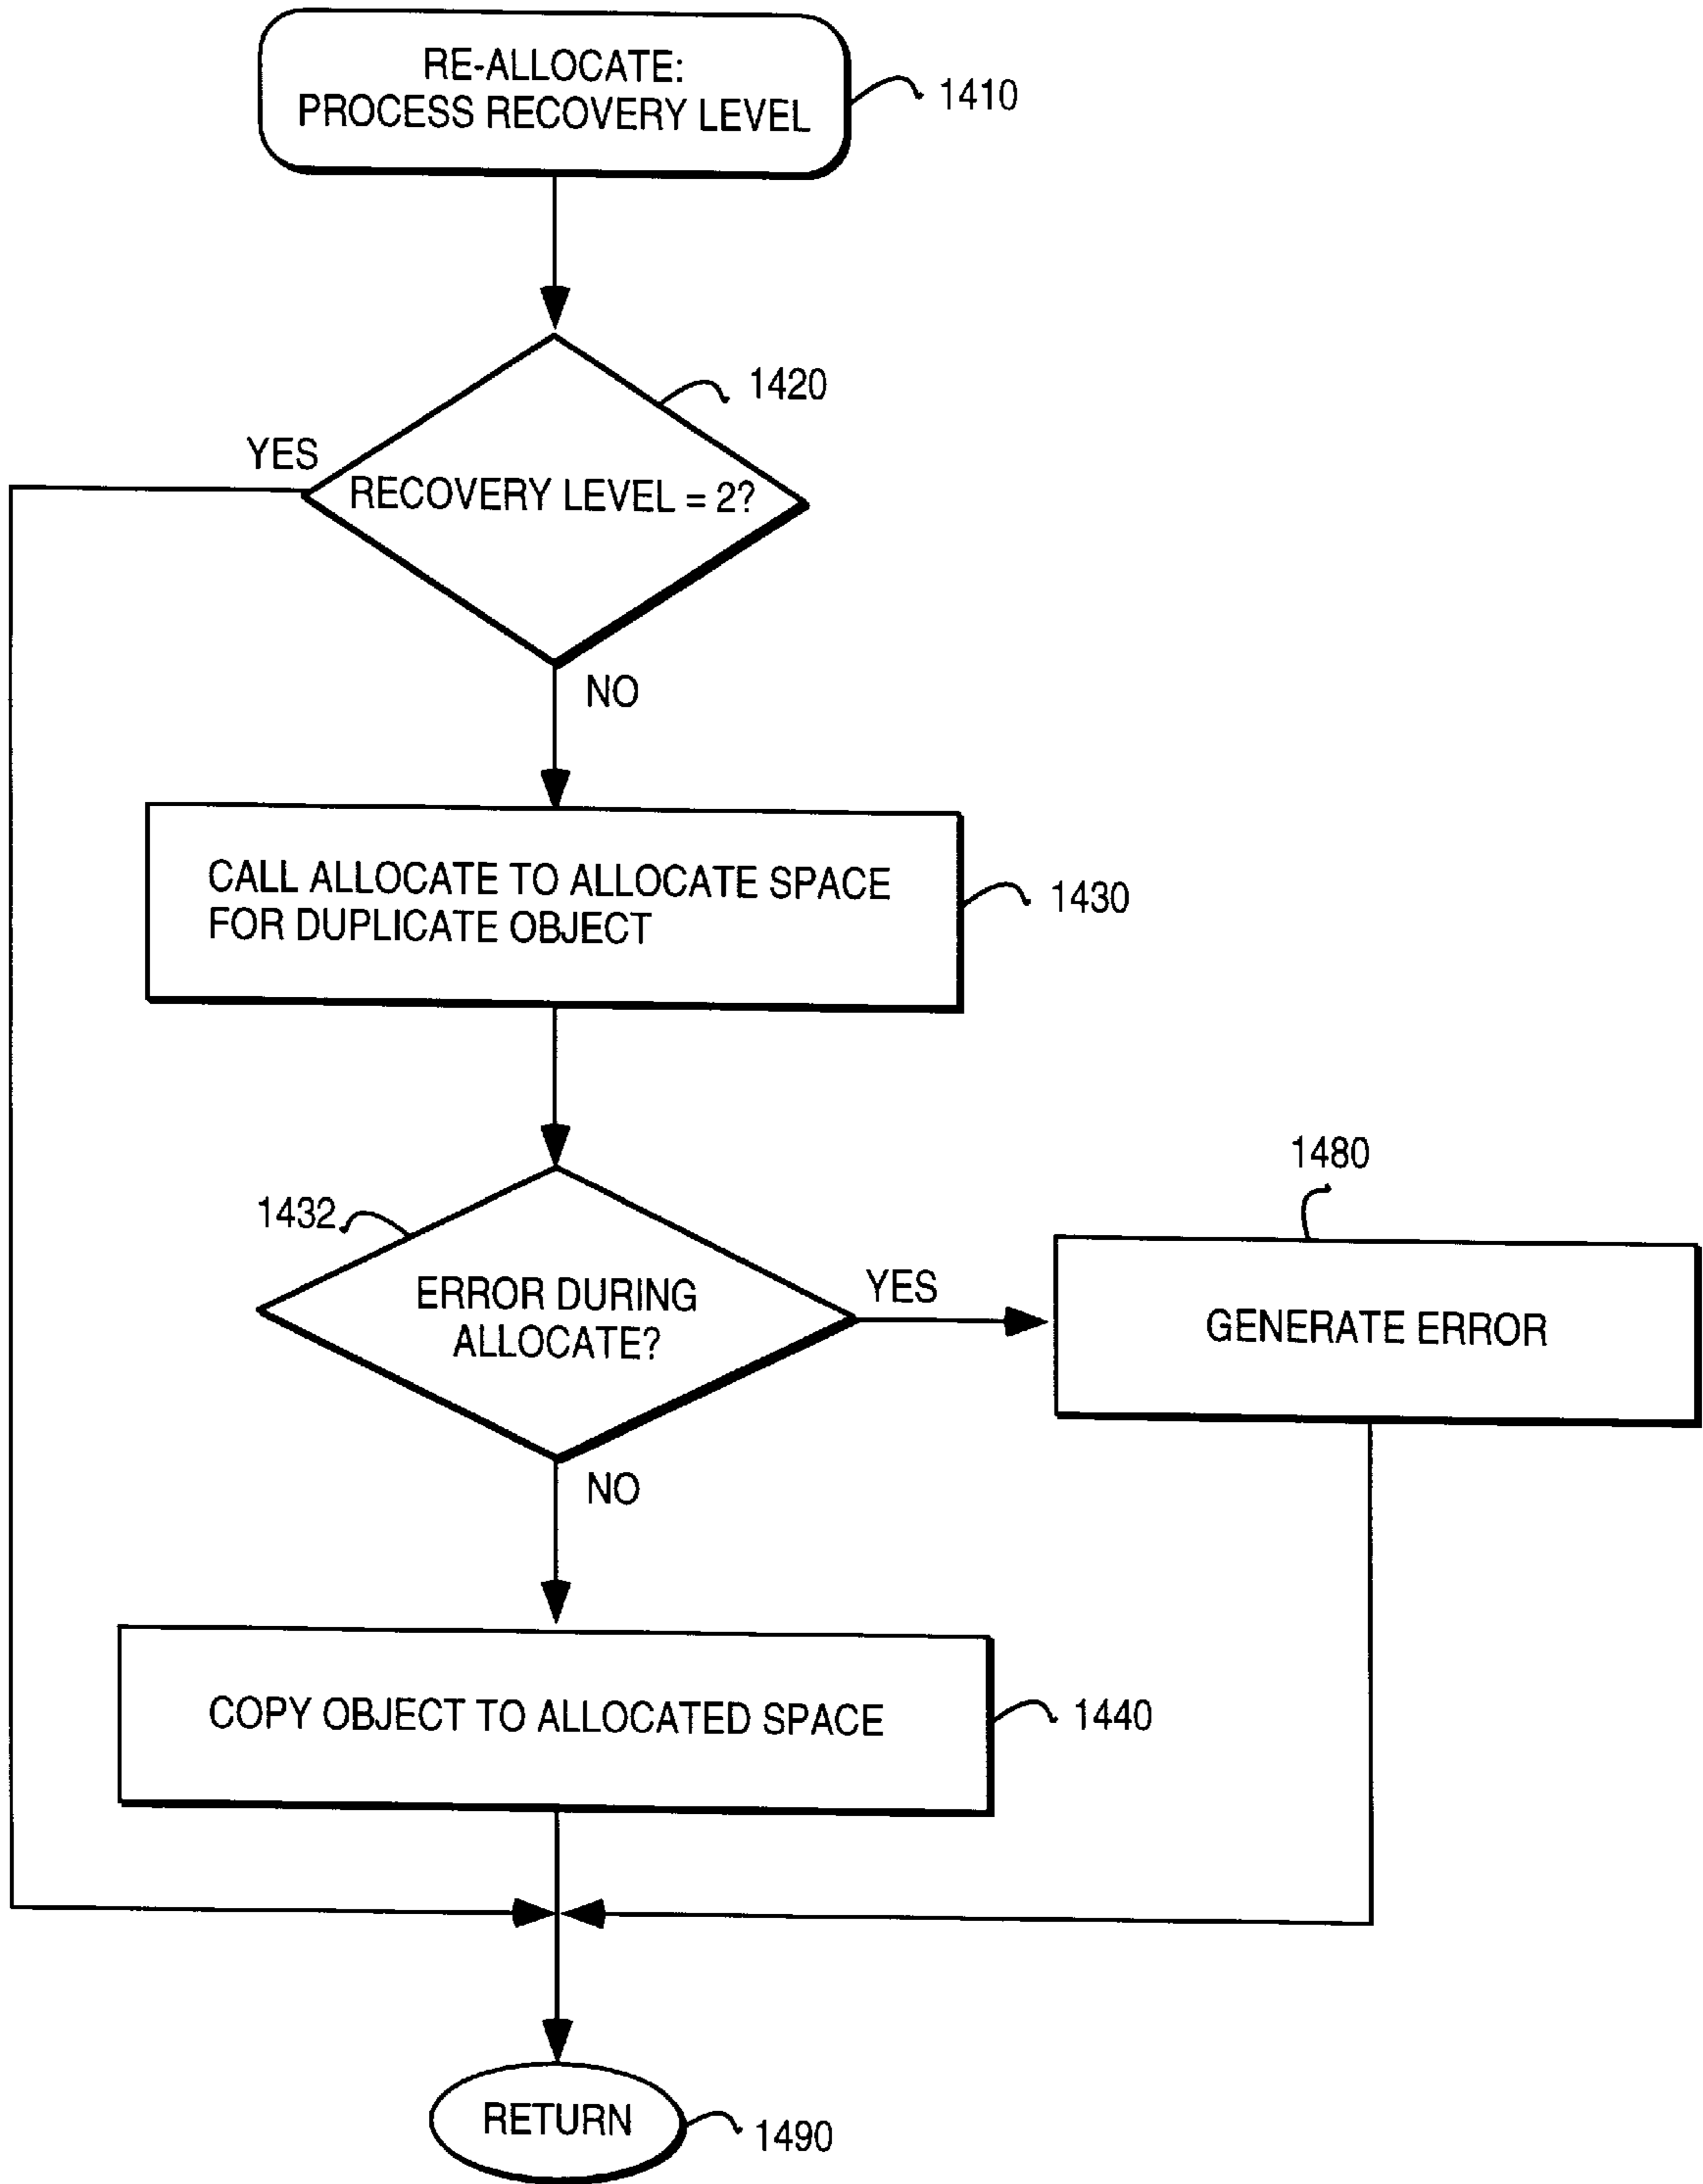 RE-ALLOCATE:
PROCESS RECOVERY LEVEL
1410
1420
YES
RECOVERY LEVEL = 2?
NO
CALL ALLOCATE TO ALLOCATE SPACE
FOR DUPLICATE OBJECT
1430
1432
ERROR DURING
ALLOCATE?
YES
1480
GENERATE ERROR
NO
COPY OBJECT TO ALLOCATED SPACE
1440
RETURN
1490